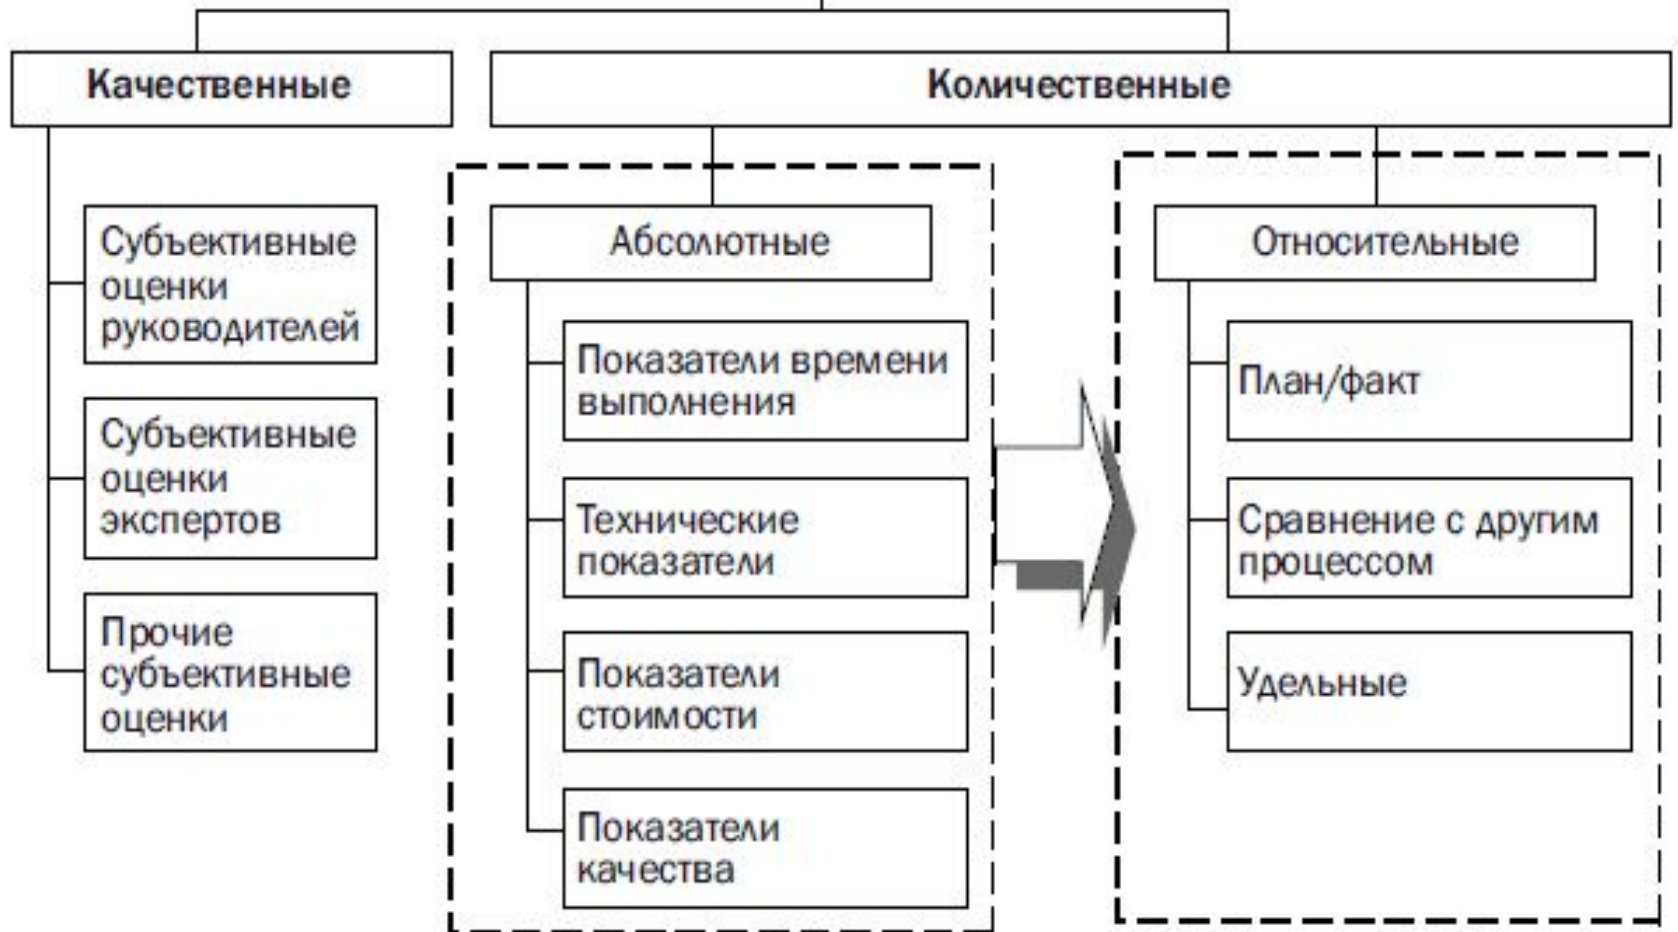 Качественные
Количественные
Субъективные
оценки
руководителей
Субъективные
оценки
экспертов
Прочие
субъективные
оценки
Абсолютные
Показатели времени
выполнения
Технические
показатели
Показатели
стоимости
Показатели
качества
Относительные
План/факт
Сравнение с другим
процессом
Удельные